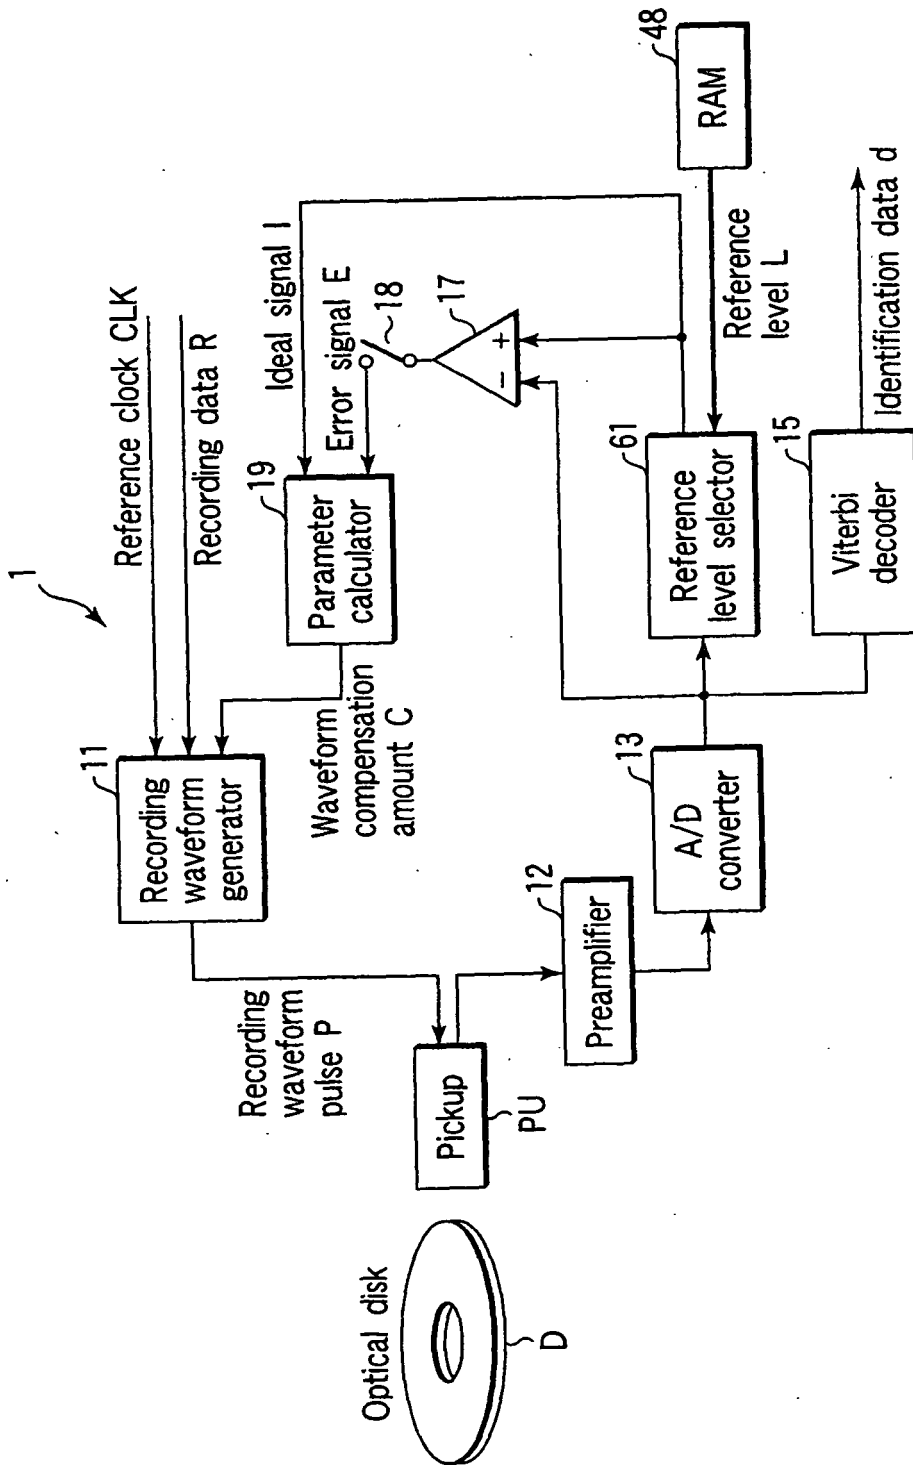 1
Reference clock CLK
Recording data R
11
Recording
waveform
generator
Recording
waveform
pulse P
Waveform
compensation
amount C
19
Parameter
calculator
Ideal signal I
Error signal E
18
17
−
+
Optical disk
D
Pickup
PU
12
Preamplifier
13
A/D
converter
61
Reference
level selector
Reference
level L
48
RAM
15
Viterbi
decoder
Identification data d